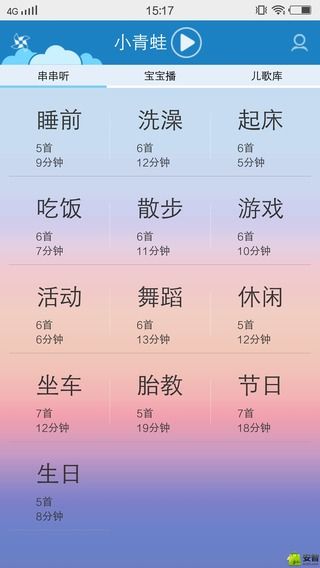 4G 15:17
小青蛙
串串听 宝宝播 儿歌库
睡前 洗澡 起床
5首 6首 6首
9分钟 12分钟 5分钟
吃饭 散步 游戏
6首 6首 6首
7分钟 11分钟 10分钟
活动 舞蹈 休闲
6首 6首 5首
6分钟 13分钟 12分钟
坐车 胎教 节日
7首 5首 7首
12分钟 19分钟 18分钟
生日
5首
8分钟
安智